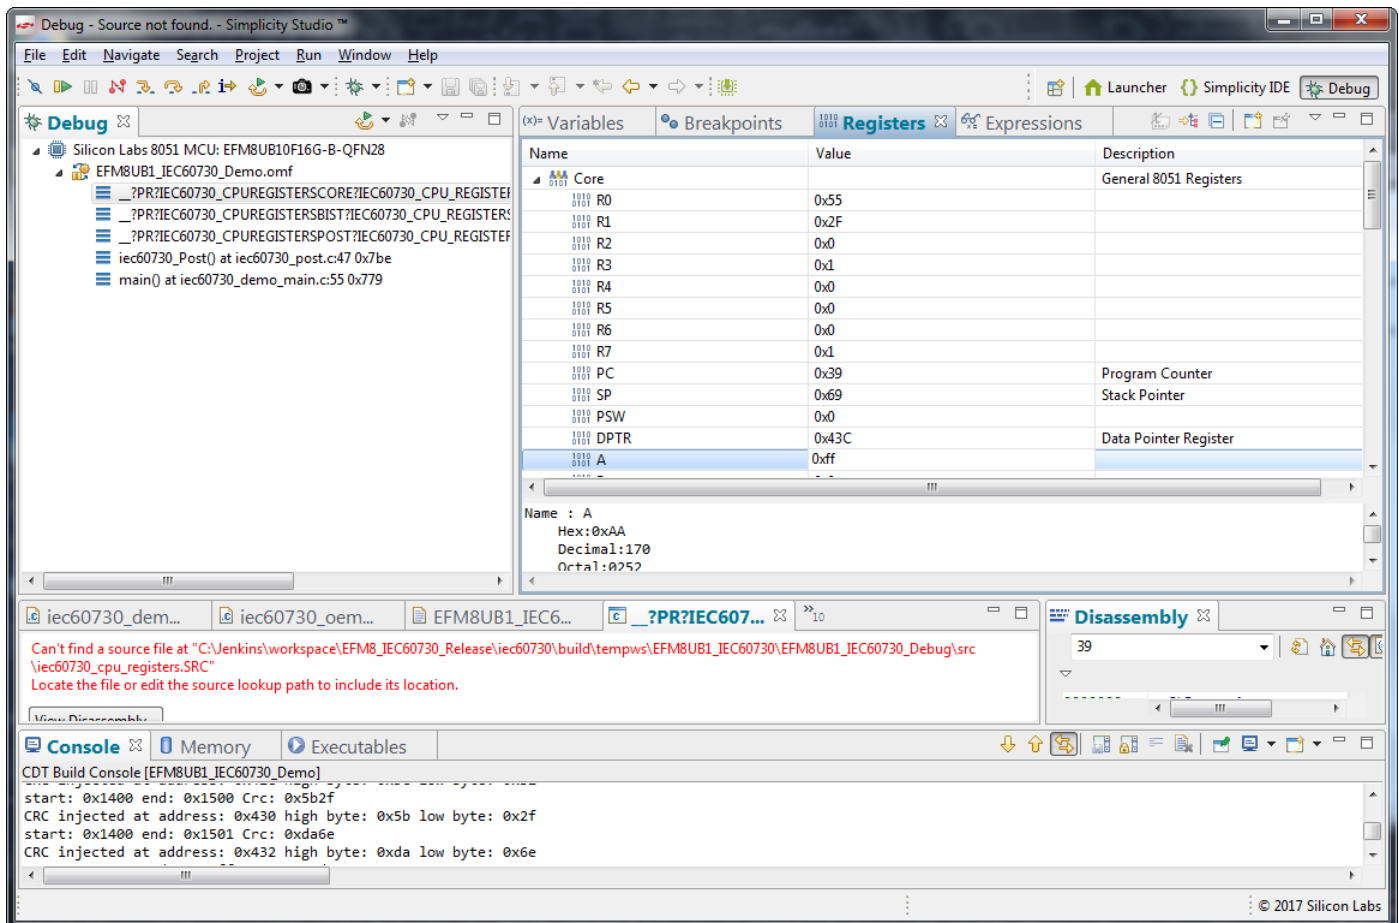 Debug - Source not found. - Simplicity Studio ™
File Edit Navigate Search Project Run Window Help
Launcher Simplicity IDE Debug
Debug
Silicon Labs 8051 MCU: EFM8UB10F16G-B-QFN28
EFM8UB1_IEC60730_Demo.omf
__?PR?IEC60730_CPUREGISTERSCORE?IEC60730_CPU_REGISTER
__?PR?IEC60730_CPUREGISTERSBIST?IEC60730_CPU_REGISTERS
__?PR?IEC60730_CPUREGISTERSPOST?IEC60730_CPU_REGISTER
iec60730_Post() at iec60730_post.c:47 0x7be
main() at iec60730_demo_main.c:55 0x779
(x)= Variables Breakpoints Registers Expressions
Name Value Description
Core General 8051 Registers
R0 0x55
R1 0x2F
R2 0x0
R3 0x1
R4 0x0
R5 0x0
R6 0x0
R7 0x1
PC 0x39 Program Counter
SP 0x69 Stack Pointer
PSW 0x0
DPTR 0x43C Data Pointer Register
A 0xff
Name : A
Hex:0xAA
Decimal:170
Octal:0252
iec60730_dem... iec60730_oem... EFM8UB1_IEC6... __?PR?IEC607... »10
Can't find a source file at "C:\Jenkins\workspace\EFM8_IEC60730_Release\iec60730\build\tempws\EFM8UB1_IEC60730\EFM8UB1_IEC60730_Debug\src
\iec60730_cpu_registers.SRC"
Locate the file or edit the source lookup path to include its location.
View Disassembly...
Disassembly
39
Console Memory Executables
CDT Build Console [EFM8UB1_IEC60730_Demo]
start: 0x1400 end: 0x1500 Crc: 0x5b2f
CRC injected at address: 0x430 high byte: 0x5b low byte: 0x2f
start: 0x1400 end: 0x1501 Crc: 0xda6e
CRC injected at address: 0x432 high byte: 0xda low byte: 0x6e
© 2017 Silicon Labs